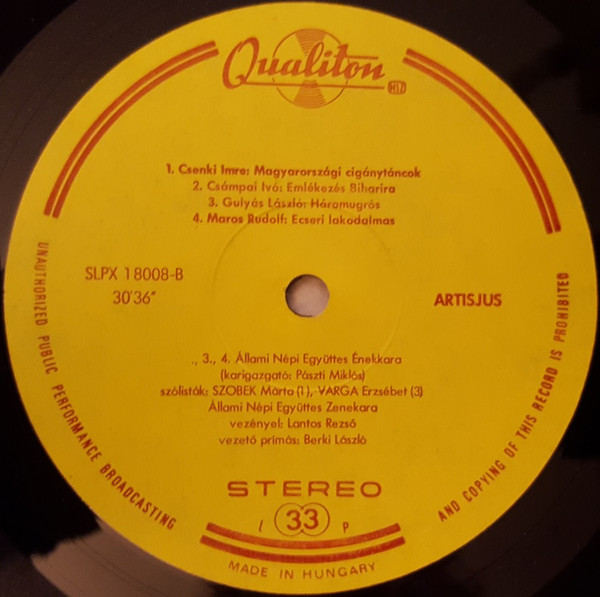 Qualiton
MHV
1. Csenki Imre: Magyarországi cigánytáncok
2. Csámpai Ivó: Emlékezés Biharira
3. Gulyás László: Háromugrós
4. Maros Rudolf: Ecseri lakodalmas
SLPX 18008-B
30'36"
ARTISJUS
., 3., 4. Állami Népi Együttes Énekkara
(karigazgató: Pászti Miklós)
szólisták: SZOBEK Márta (1), VARGA Erzsébet (3)
Állami Népi Együttes Zenekara
vezényel: Lantos Rezső
vezető prímás: Berki László
STEREO
L 33 P
UNAUTHORIZED PUBLIC PERFORMANCE BROADCASTING
AND COPYING OF THIS RECORD IS PROHIBITED
MADE IN HUNGARY